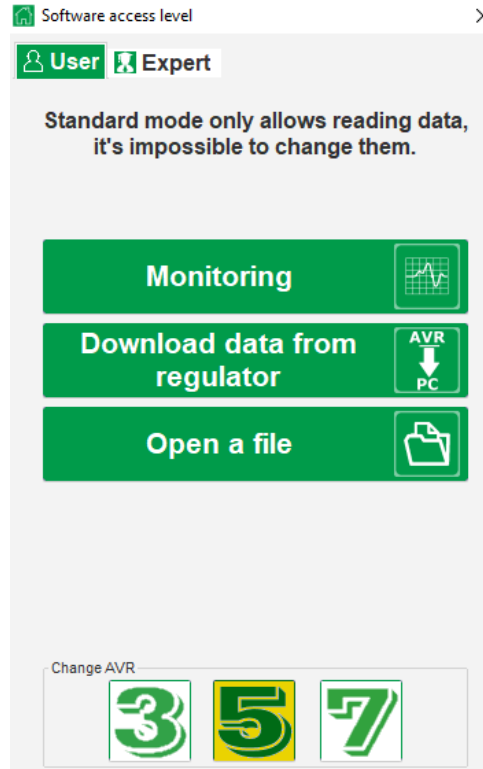 Software access level
User Expert
Standard mode only allows reading data,
it's impossible to change them.
Monitoring
Download data from
regulator
AVR
PC
Open a file
Change AVR
3 5 7